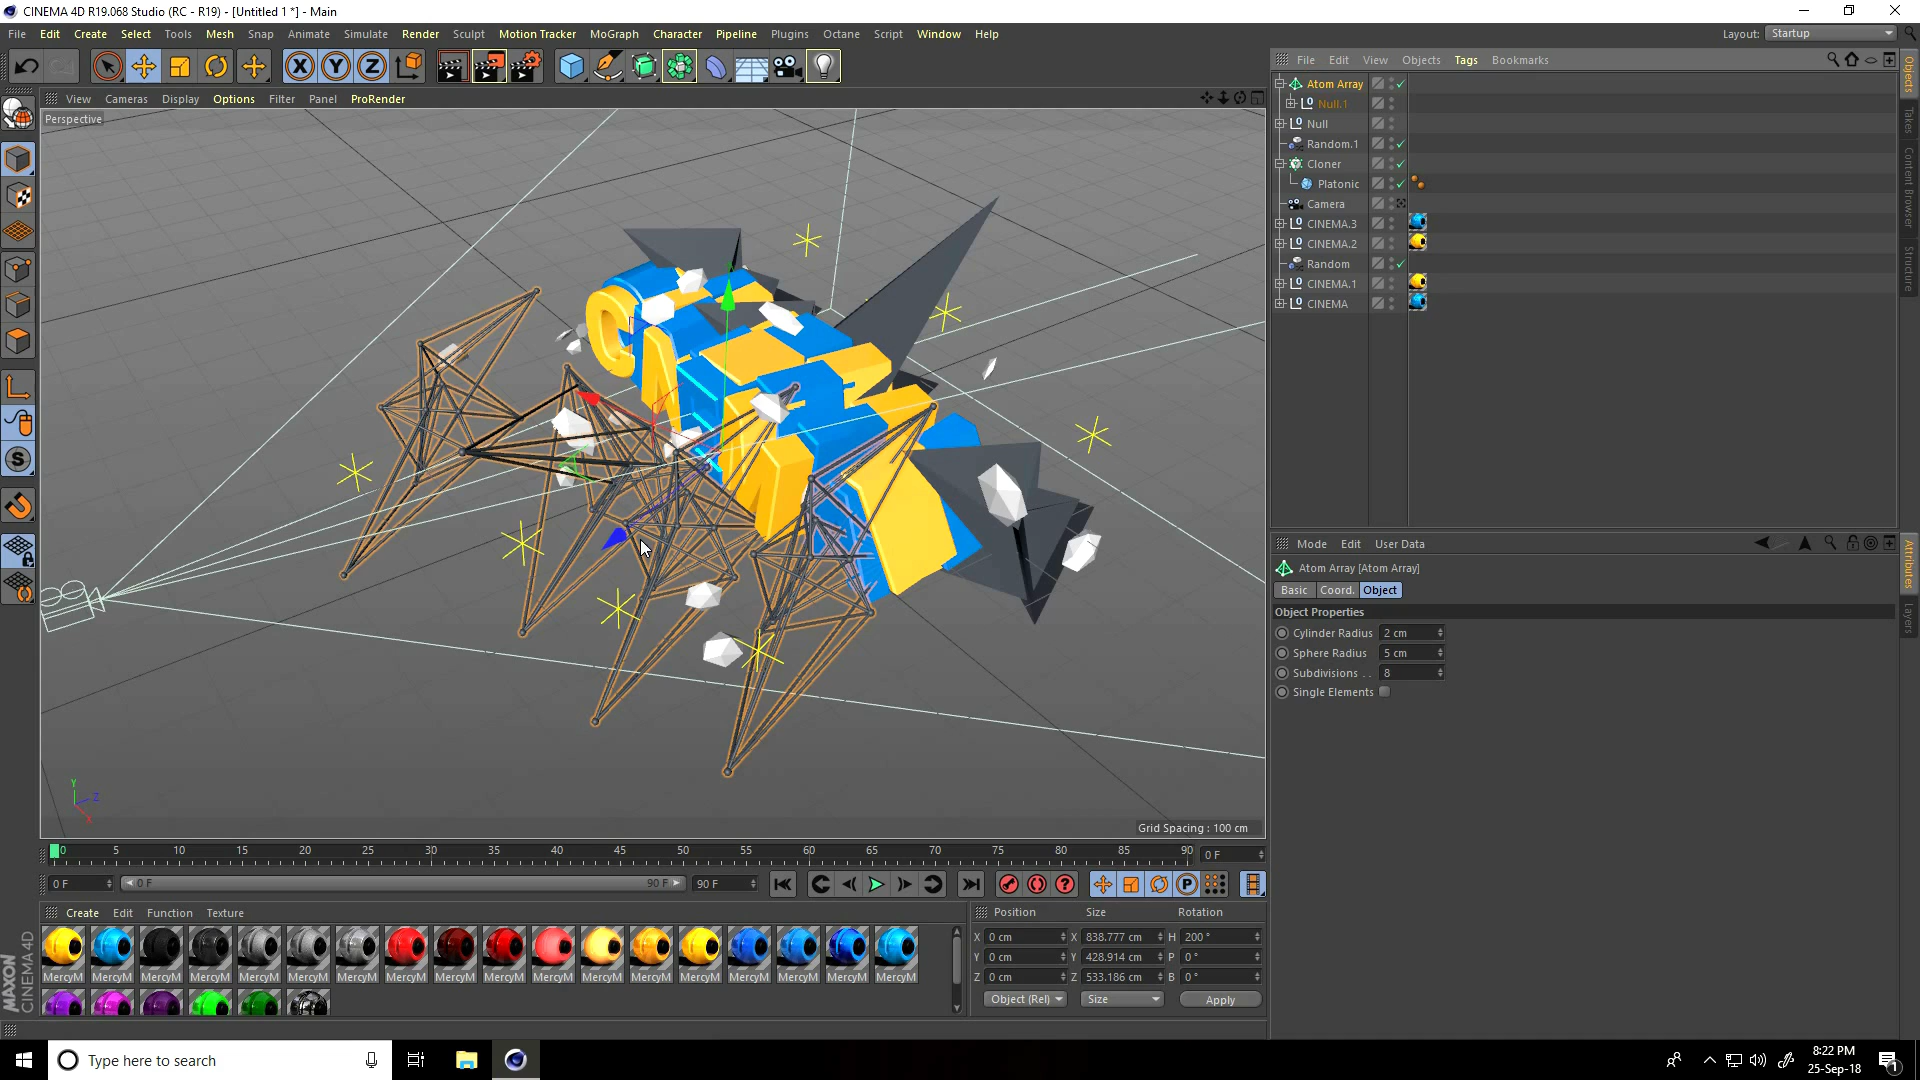 CINEMA 4D R19.068 Studio (RC - R19) - [Untitled 1 *] - Main
File Edit Create Select Tools Mesh Snap Animate Simulate Render Sculpt Motion Tracker MoGraph Character Pipeline Plugins Octane Script Window Help
Layout: Startup
View Cameras Display Options Filter Panel ProRender
Perspective
Grid Spacing : 100 cm
File Edit View Objects Tags Bookmarks
Atom Array
Null.1
Null
Random.1
Cloner
Platonic
Camera
CINEMA.3
CINEMA.2
Random
CINEMA.1
CINEMA
Objects
Takes
Content Browser
Structure
Mode Edit User Data
Atom Array [Atom Array]
Basic Coord. Object
Object Properties
Cylinder Radius 2 cm
Sphere Radius 5 cm
Subdivisions . . 8
Single Elements
Attributes
Layers
Y
Z
X
0 5 10 15 20 25 30 35 40 45 50 55 60 65 70 75 80 85 90
0 F
0 F 0 F 90 F 90 F
Create Edit Function Texture
MercyM MercyM MercyM MercyM MercyM MercyM MercyM MercyM MercyM MercyM MercyM MercyM MercyM MercyM MercyM MercyM MercyM MercyM
Position Size Rotation
X 0 cm X 838.777 cm H 200 °
Y 0 cm Y 428.914 cm P 0 °
Z 0 cm Z 533.186 cm B 0 °
Object (Rel) Size Apply
MAXON
CINEMA 4D
Type here to search
8:22 PM
25-Sep-18
1